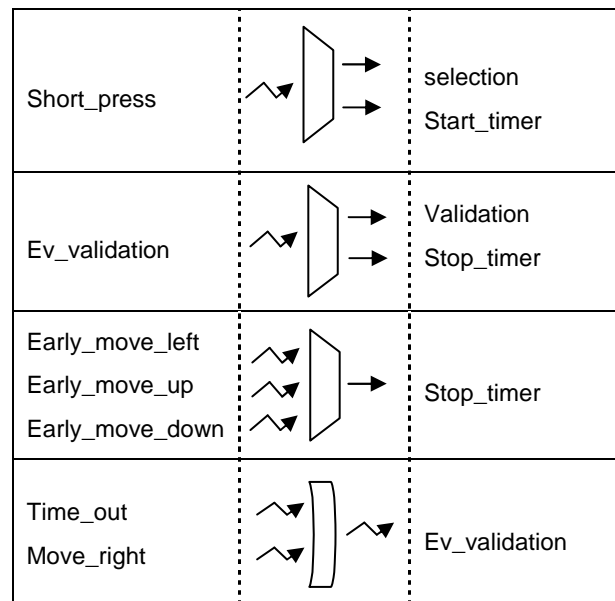 Short_press
selection
Start_timer
Ev_validation
Validation
Stop_timer
Early_move_left
Early_move_up
Early_move_down
Stop_timer
Time_out
Move_right
Ev_validation